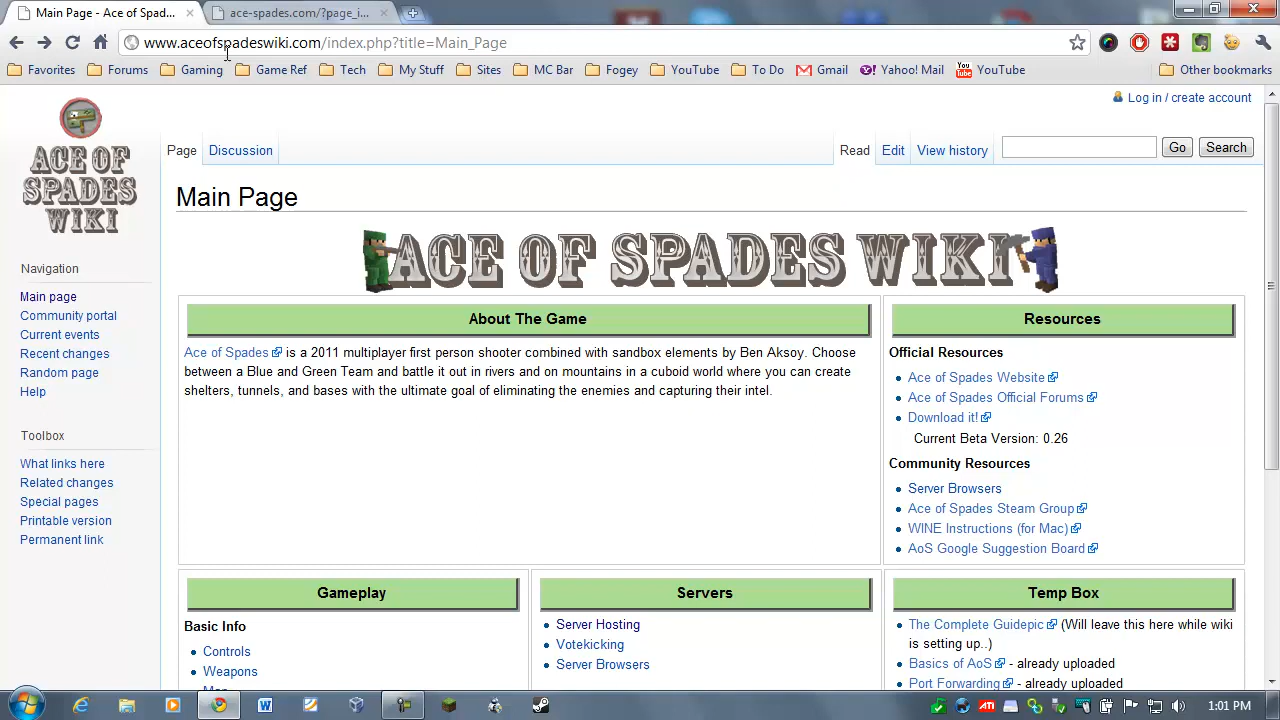 Main Page - Ace of Spad...
ace-spades.com/?page_i...
www.aceofspadeswiki.com/index.php?title=Main Page
Favorites Forums Gaming Game Ref Tech My Stuff Sites MC Bar Fogey YouTube To Do Gmail Yahoo! Mail YouTube Other bookmarks
Log in / create account
ACE OF
SPADES
WIKI
Page Discussion Read Edit View history Go Search
Main Page
ACE OF SPADES WIKI
Navigation
Main page
Community portal
Current events
Recent changes
Random page
Help
Toolbox
What links here
Related changes
Special pages
Printable version
Permanent link
About The Game
Ace of Spades is a 2011 multiplayer first person shooter combined with sandbox elements by Ben Aksoy. Choose
between a Blue and Green Team and battle it out in rivers and on mountains in a cuboid world where you can create
shelters, tunnels, and bases with the ultimate goal of eliminating the enemies and capturing their intel.
Resources
Official Resources
Ace of Spades Website
Ace of Spades Official Forums
Download it!
Current Beta Version: 0.26
Community Resources
Server Browsers
Ace of Spades Steam Group
WINE Instructions (for Mac)
AoS Google Suggestion Board
Gameplay
Basic Info
Controls
Weapons
Servers
Server Hosting
Votekicking
Server Browsers
Temp Box
The Complete Guidepic (Will leave this here while wiki
is setting up..)
Basics of AoS - already uploaded
Port Forwarding - already uploaded
1:01 PM